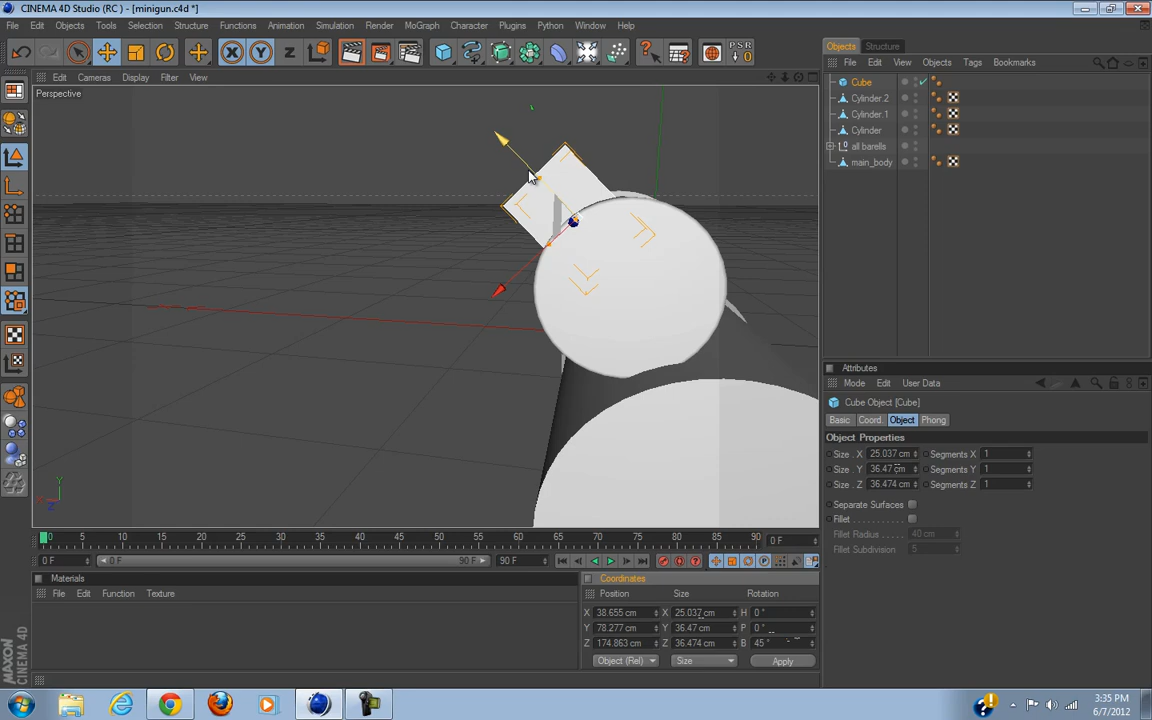 CINEMA 4D Studio (RC ) - [minigun.c4d *]
File Edit Objects Tools Selection Structure Functions Animation Simulation Render MoGraph Character Plugins Python Window Help
X Y Z PSR 0
Edit Cameras Display Filter View
Perspective
Y
X
Z
0 5 10 15 20 25 30 35 40 45 50 55 60 65 70 75 80 85 90 0 F
0 F 0 F 90 F 90 F
Materials
File Edit Function Texture
Coordinates
Position Size Rotation
X 38.655 cm X 25.037 cm H 0 °
Y 78.277 cm Y 36.47 cm P 0 °
Z 174.863 cm Z 36.474 cm B 45 °
Object (Rel) Size Apply
MAXON CINEMA 4D
Objects Structure
File Edit View Objects Tags Bookmarks
Cube
Cylinder.2
Cylinder.1
Cylinder
all barells
main_body
Attributes
Mode Edit User Data
Cube Object [Cube]
Basic Coord. Object Phong
Object Properties
Size . X 25.037 cm Segments X 1
Size . Y 36.47 cm Segments Y 1
Size . Z 36.474 cm Segments Z 1
Separate Surfaces
Fillet
Fillet Radius 40 cm
Fillet Subdivision 5
3:35 PM
6/7/2012